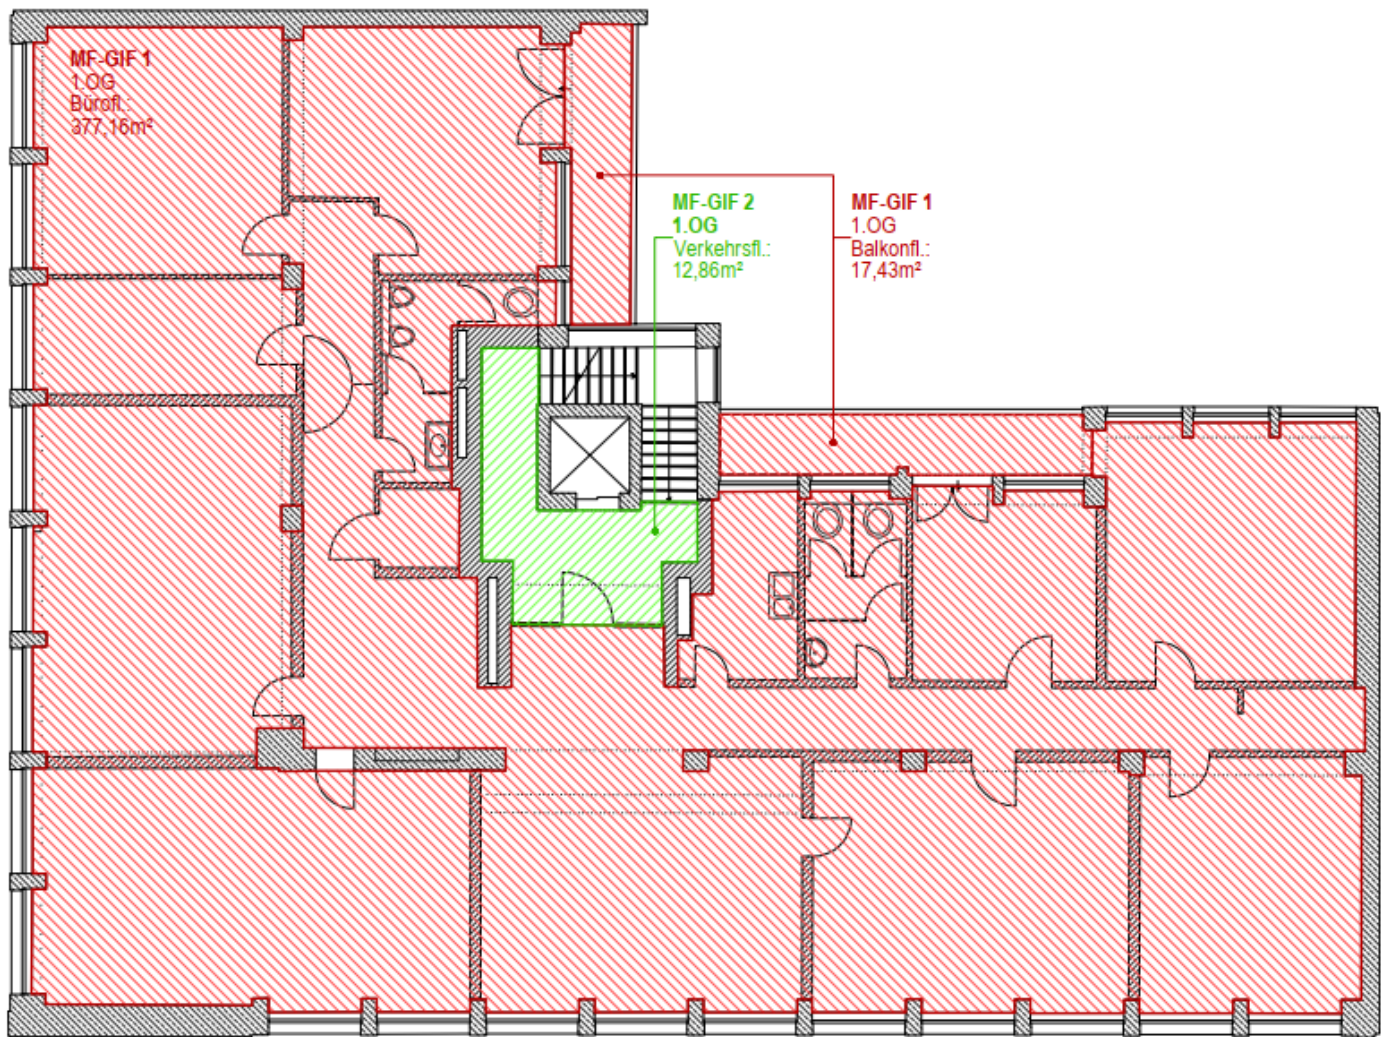 MF-GIF 1
1.OG
Bürofl.:
377,16m²
MF-GIF 2
1.OG
Verkehrsfl.:
12,86m²
MF-GIF 1
1.OG
Balkonfl.:
17,43m²